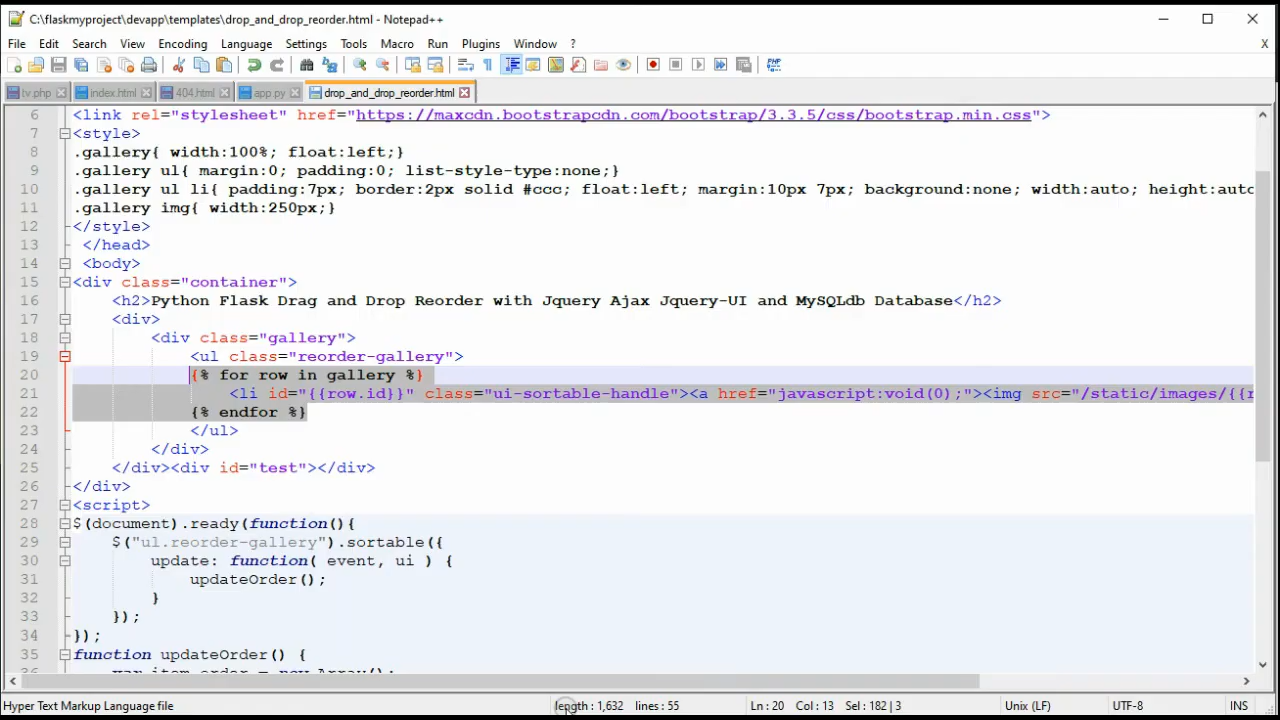 C:\flaskmyproject\devapp\templates\drop_and_drop_reorder.html - Notepad++
File Edit Search View Encoding Language Settings Tools Macro Run Plugins Window ? X
tv.php index.html 404.html app.py drop_and_drop_reorder.html
6 <link rel="stylesheet" href="https://maxcdn.bootstrapcdn.com/bootstrap/3.3.5/css/bootstrap.min.css">
7 <style>
8 .gallery{ width:100%; float:left;}
9 .gallery ul{ margin:0; padding:0; list-style-type:none;}
10 .gallery ul li{ padding:7px; border:2px solid #ccc; float:left; margin:10px 7px; background:none; width:auto; height:auto
11 .gallery img{ width:250px;}
12 </style>
13 </head>
14 <body>
15 <div class="container">
16 <h2>Python Flask Drag and Drop Reorder with Jquery Ajax Jquery-UI and MySQLdb Database</h2>
17 <div>
18 <div class="gallery">
19 <ul class="reorder-gallery">
20 {% for row in gallery %}
21 <li id="{{row.id}}" class="ui-sortable-handle"><a href="javascript:void(0);"><img src="/static/images/{{r
22 {% endfor %}
23 </ul>
24 </div>
25 </div><div id="test"></div>
26 </div>
27 <script>
28 $(document).ready(function(){
29 $("ul.reorder-gallery").sortable({
30 update: function( event, ui ) {
31 updateOrder();
32 }
33 });
34 });
35 function updateOrder() {
36 var item_order = new Array();
Hyper Text Markup Language file length : 1,632 lines : 55 Ln : 20 Col : 13 Sel : 182 | 3 Unix (LF) UTF-8 INS